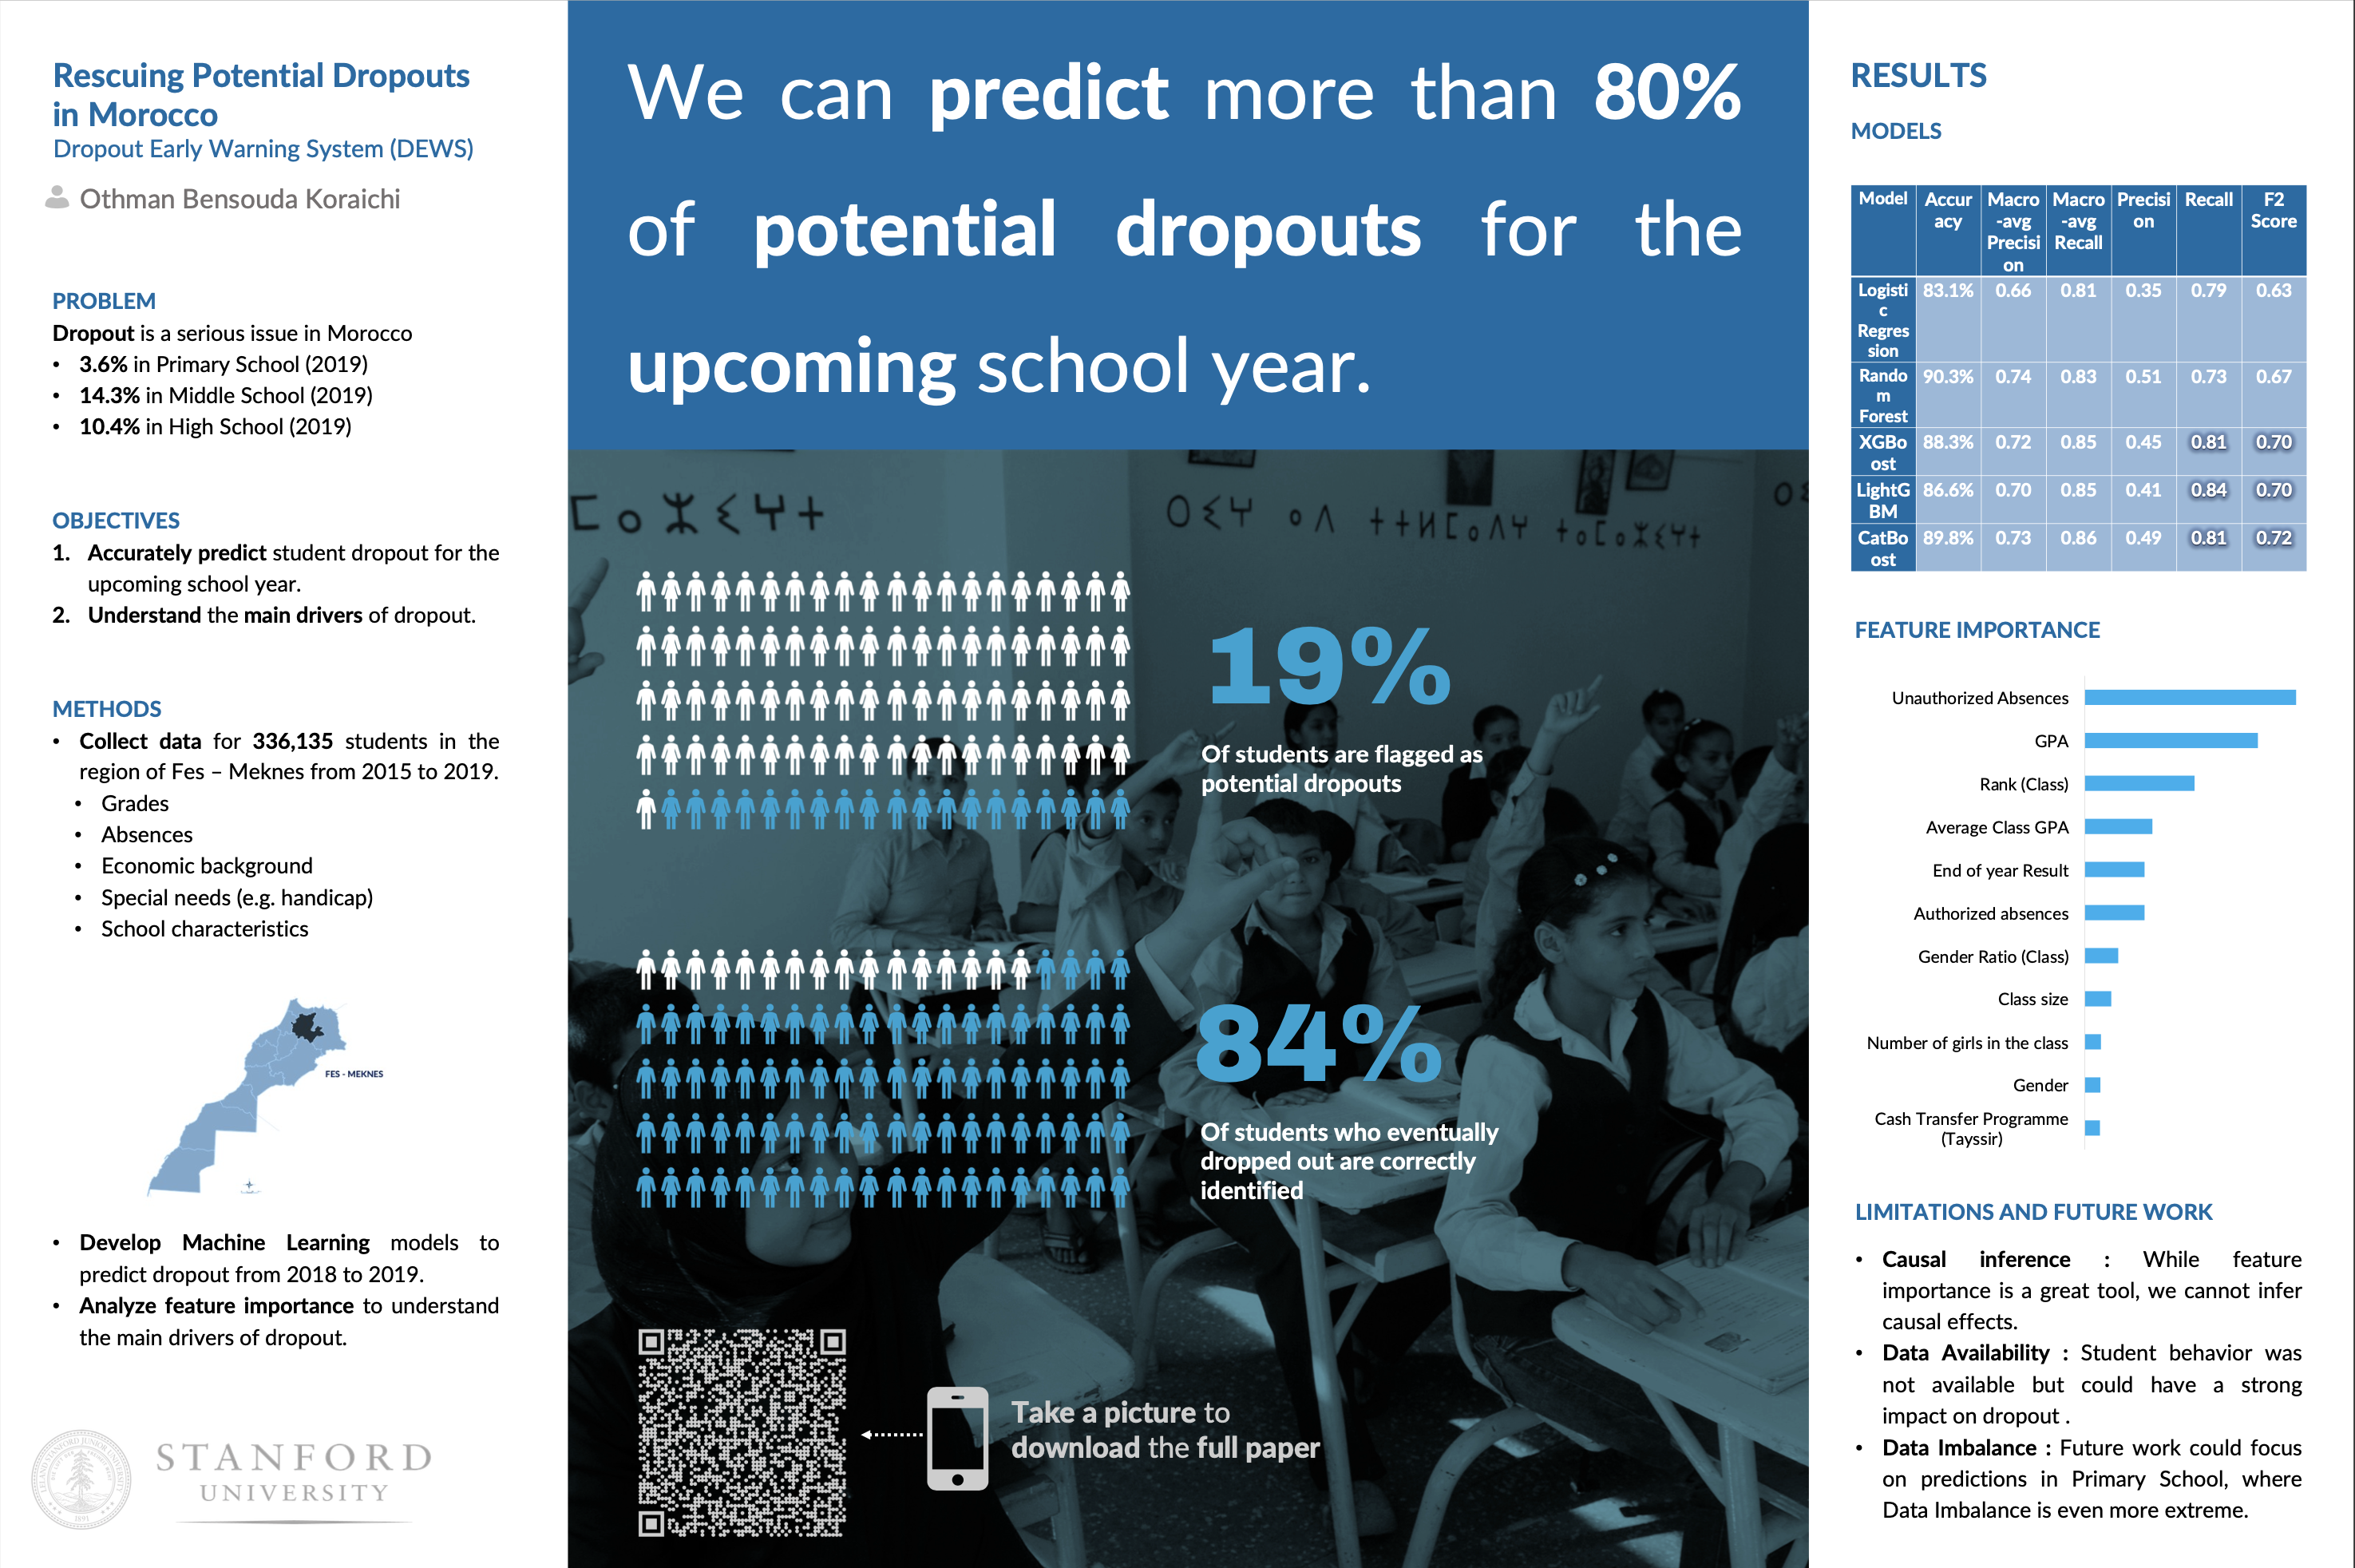 Rescuing Potential Dropouts
in Morocco
Dropout Early Warning System (DEWS)
Othman Bensouda Koraichi
PROBLEM
Dropout is a serious issue in Morocco
• 3.6% in Primary School (2019)
• 14.3% in Middle School (2019)
• 10.4% in High School (2019)
OBJECTIVES
1. Accurately predict student dropout for the
upcoming school year.
2. Understand the main drivers of dropout.
METHODS
• Collect data for 336,135 students in the
region of Fes – Meknes from 2015 to 2019.
• Grades
• Absences
• Economic background
• Special needs (e.g. handicap)
• School characteristics
FES - MEKNES
• Develop Machine Learning models to
predict dropout from 2018 to 2019.
• Analyze feature importance to understand
the main drivers of dropout.
STANFORD
UNIVERSITY
We can predict more than 80%
of potential dropouts for the
upcoming school year.
ⵎⴰⵣⵉⵖⵜ
19%
Of students are flagged as
potential dropouts
84%
Of students who eventually
dropped out are correctly
identified
Take a picture to
download the full paper
RESULTS
MODELS
Model Accuracy Macro-avg Precision Macro-avg Recall Precision Recall F2 Score
Logistic Regression 83.1% 0.66 0.81 0.35 0.79 0.63
Random Forest 90.3% 0.74 0.83 0.51 0.73 0.67
XGBoost 88.3% 0.72 0.85 0.45 0.81 0.70
LightGBM 86.6% 0.70 0.85 0.41 0.84 0.70
CatBoost 89.8% 0.73 0.86 0.49 0.81 0.72
FEATURE IMPORTANCE
Unauthorized Absences
GPA
Rank (Class)
Average Class GPA
End of year Result
Authorized absences
Gender Ratio (Class)
Class size
Number of girls in the class
Gender
Cash Transfer Programme
(Tayssir)
LIMITATIONS AND FUTURE WORK
• Causal inference : While feature
importance is a great tool, we cannot infer
causal effects.
• Data Availability : Student behavior was
not available but could have a strong
impact on dropout .
• Data Imbalance : Future work could focus
on predictions in Primary School, where
Data Imbalance is even more extreme.